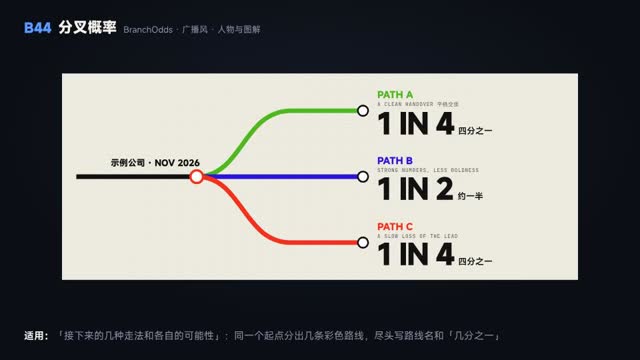 B44 分叉概率 BranchOdds · 广播风 · 人物与图解
示例公司 · NOV 2026
PATH A
A CLEAN HANDOVER 平稳交接
1 IN 4 四分之一
PATH B
STRONG NUMBERS, LESS BOLDNESS
1 IN 2 约一半
PATH C
A SLOW LOSS OF THE LEAD
1 IN 4 四分之一
适用：「接下来的几种走法和各自的可能性」：同一个起点分出几条彩色路线，尽头写路线名和「几分之一」